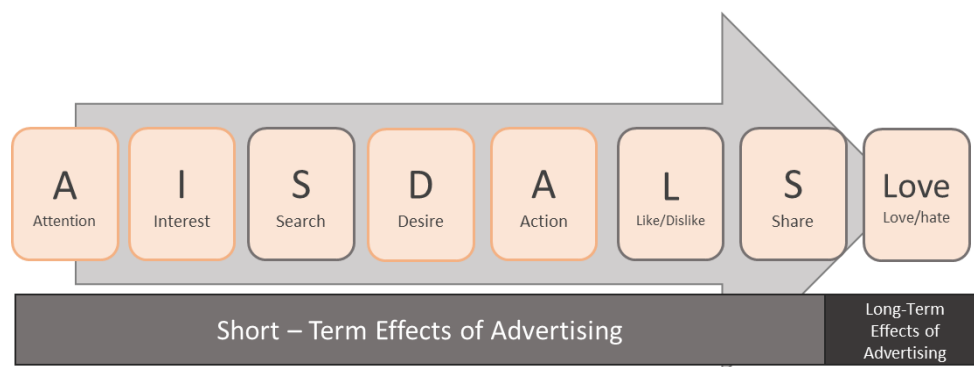 A
Attention
I
Interest
S
Search
D
Desire
A
Action
L
Like/Dislike
S
Share
Love
Love/hate
Short – Term Effects of Advertising
Long-Term
Effects of
Advertising